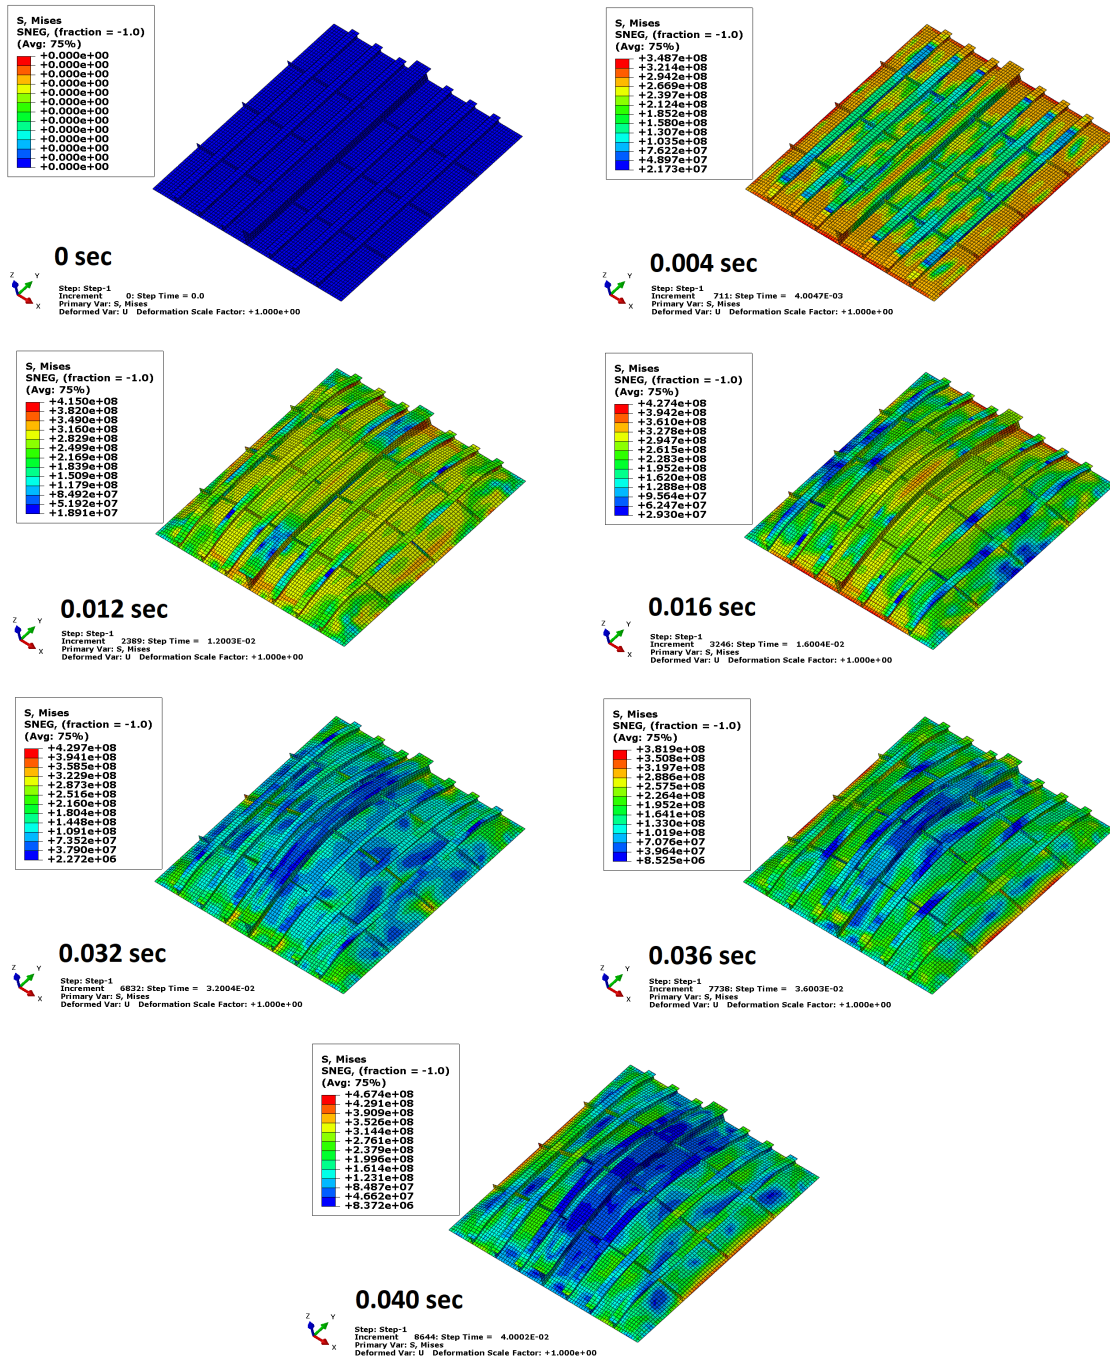 S, Mises
SNEG, (fraction = -1.0)
(Avg: 75%)
+0.000e+00
+0.000e+00
+0.000e+00
+0.000e+00
+0.000e+00
+0.000e+00
+0.000e+00
+0.000e+00
+0.000e+00
+0.000e+00
+0.000e+00
+0.000e+00
+0.000e+00
0 sec
Z Y
X
Step: Step-1
Increment 0: Step Time = 0.0
Primary Var: S, Mises
Deformed Var: U Deformation Scale Factor: +1.000e+00
S, Mises
SNEG, (fraction = -1.0)
(Avg: 75%)
+3.487e+08
+3.214e+08
+2.942e+08
+2.669e+08
+2.397e+08
+2.124e+08
+1.852e+08
+1.580e+08
+1.307e+08
+1.035e+08
+7.622e+07
+4.897e+07
+2.173e+07
0.004 sec
Z Y
X
Step: Step-1
Increment 711: Step Time = 4.0047E-03
Primary Var: S, Mises
Deformed Var: U Deformation Scale Factor: +1.000e+00
S, Mises
SNEG, (fraction = -1.0)
(Avg: 75%)
+4.150e+08
+3.820e+08
+3.490e+08
+3.160e+08
+2.829e+08
+2.499e+08
+2.169e+08
+1.839e+08
+1.509e+08
+1.179e+08
+8.492e+07
+5.192e+07
+1.891e+07
0.012 sec
Z Y
X
Step: Step-1
Increment 2389: Step Time = 1.2003E-02
Primary Var: S, Mises
Deformed Var: U Deformation Scale Factor: +1.000e+00
S, Mises
SNEG, (fraction = -1.0)
(Avg: 75%)
+4.274e+08
+3.942e+08
+3.610e+08
+3.278e+08
+2.947e+08
+2.615e+08
+2.283e+08
+1.952e+08
+1.620e+08
+1.288e+08
+9.564e+07
+6.247e+07
+2.930e+07
0.016 sec
Z Y
X
Step: Step-1
Increment 3246: Step Time = 1.6004E-02
Primary Var: S, Mises
Deformed Var: U Deformation Scale Factor: +1.000e+00
S, Mises
SNEG, (fraction = -1.0)
(Avg: 75%)
+4.297e+08
+3.941e+08
+3.585e+08
+3.229e+08
+2.873e+08
+2.516e+08
+2.160e+08
+1.804e+08
+1.448e+08
+1.091e+08
+7.352e+07
+3.790e+07
+2.272e+06
0.032 sec
Z Y
X
Step: Step-1
Increment 6832: Step Time = 3.2004E-02
Primary Var: S, Mises
Deformed Var: U Deformation Scale Factor: +1.000e+00
S, Mises
SNEG, (fraction = -1.0)
(Avg: 75%)
+3.819e+08
+3.508e+08
+3.197e+08
+2.886e+08
+2.575e+08
+2.264e+08
+1.952e+08
+1.641e+08
+1.330e+08
+1.019e+08
+7.076e+07
+3.964e+07
+8.525e+06
0.036 sec
Z Y
X
Step: Step-1
Increment 7738: Step Time = 3.6003E-02
Primary Var: S, Mises
Deformed Var: U Deformation Scale Factor: +1.000e+00
S, Mises
SNEG, (fraction = -1.0)
(Avg: 75%)
+4.674e+08
+4.291e+08
+3.909e+08
+3.526e+08
+3.144e+08
+2.761e+08
+2.379e+08
+1.996e+08
+1.614e+08
+1.231e+08
+8.487e+07
+4.662e+07
+8.372e+06
0.040 sec
Z Y
X
Step: Step-1
Increment 8644: Step Time = 4.0002E-02
Primary Var: S, Mises
Deformed Var: U Deformation Scale Factor: +1.000e+00